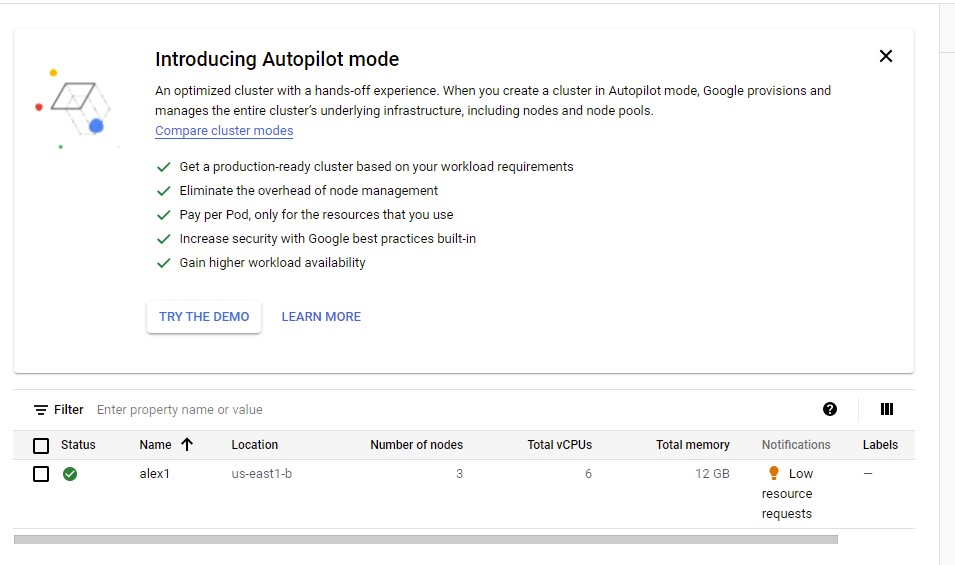 Introducing Autopilot mode
An optimized cluster with a hands-off experience. When you create a cluster in Autopilot mode, Google provisions and
manages the entire cluster’s underlying infrastructure, including nodes and node pools.
Compare cluster modes
Get a production-ready cluster based on your workload requirements
Eliminate the overhead of node management
Pay per Pod, only for the resources that you use
Increase security with Google best practices built-in
Gain higher workload availability
TRY THE DEMO LEARN MORE
Filter Enter property name or value
Status Name Location Number of nodes Total vCPUs Total memory Notifications Labels
alex1 us-east1-b 3 6 12 GB Low — 
resource
requests